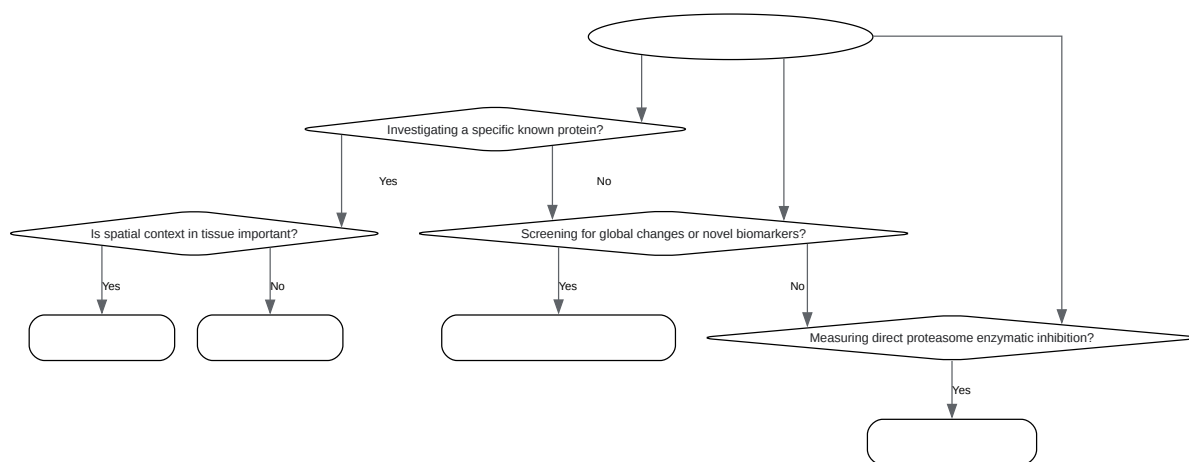 Investigating a specific known protein?
Yes
No
Is spatial context in tissue important?
Screening for global changes or novel biomarkers?
Yes
No
Yes
No
Measuring direct proteasome enzymatic inhibition?
Yes